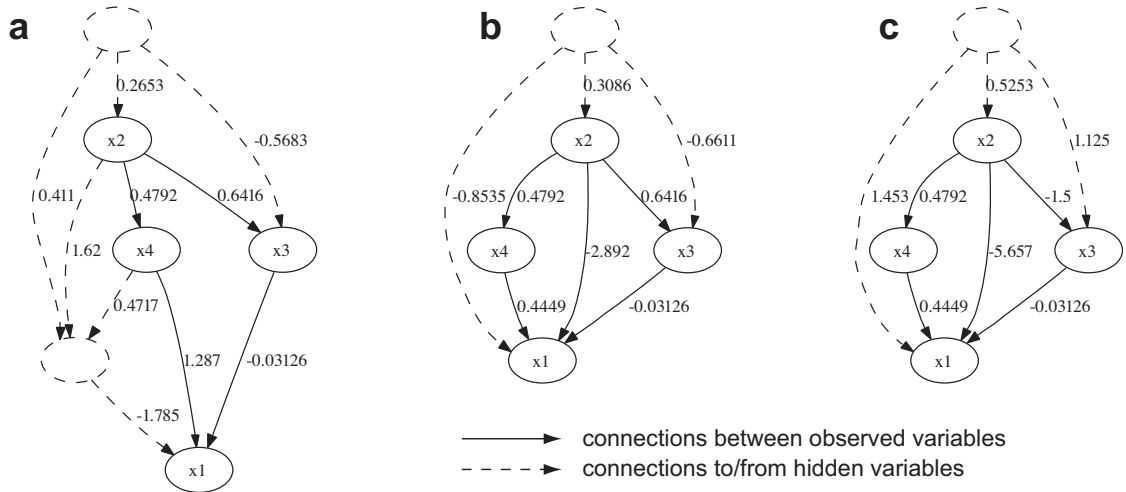 a
b
c
0.2653
0.3086
0.5253
x2
x2
x2
-0.5683
-0.6611
1.125
0.411
0.4792
0.6416
-0.8535
0.4792
0.6416
1.453
0.4792
-1.5
x4
x3
x4
x3
x4
x3
1.62
-2.892
-5.657
0.4717
0.4449
-0.03126
0.4449
-0.03126
1.287
-0.03126
x1
x1
-1.785
x1
connections between observed variables
connections to/from hidden variables